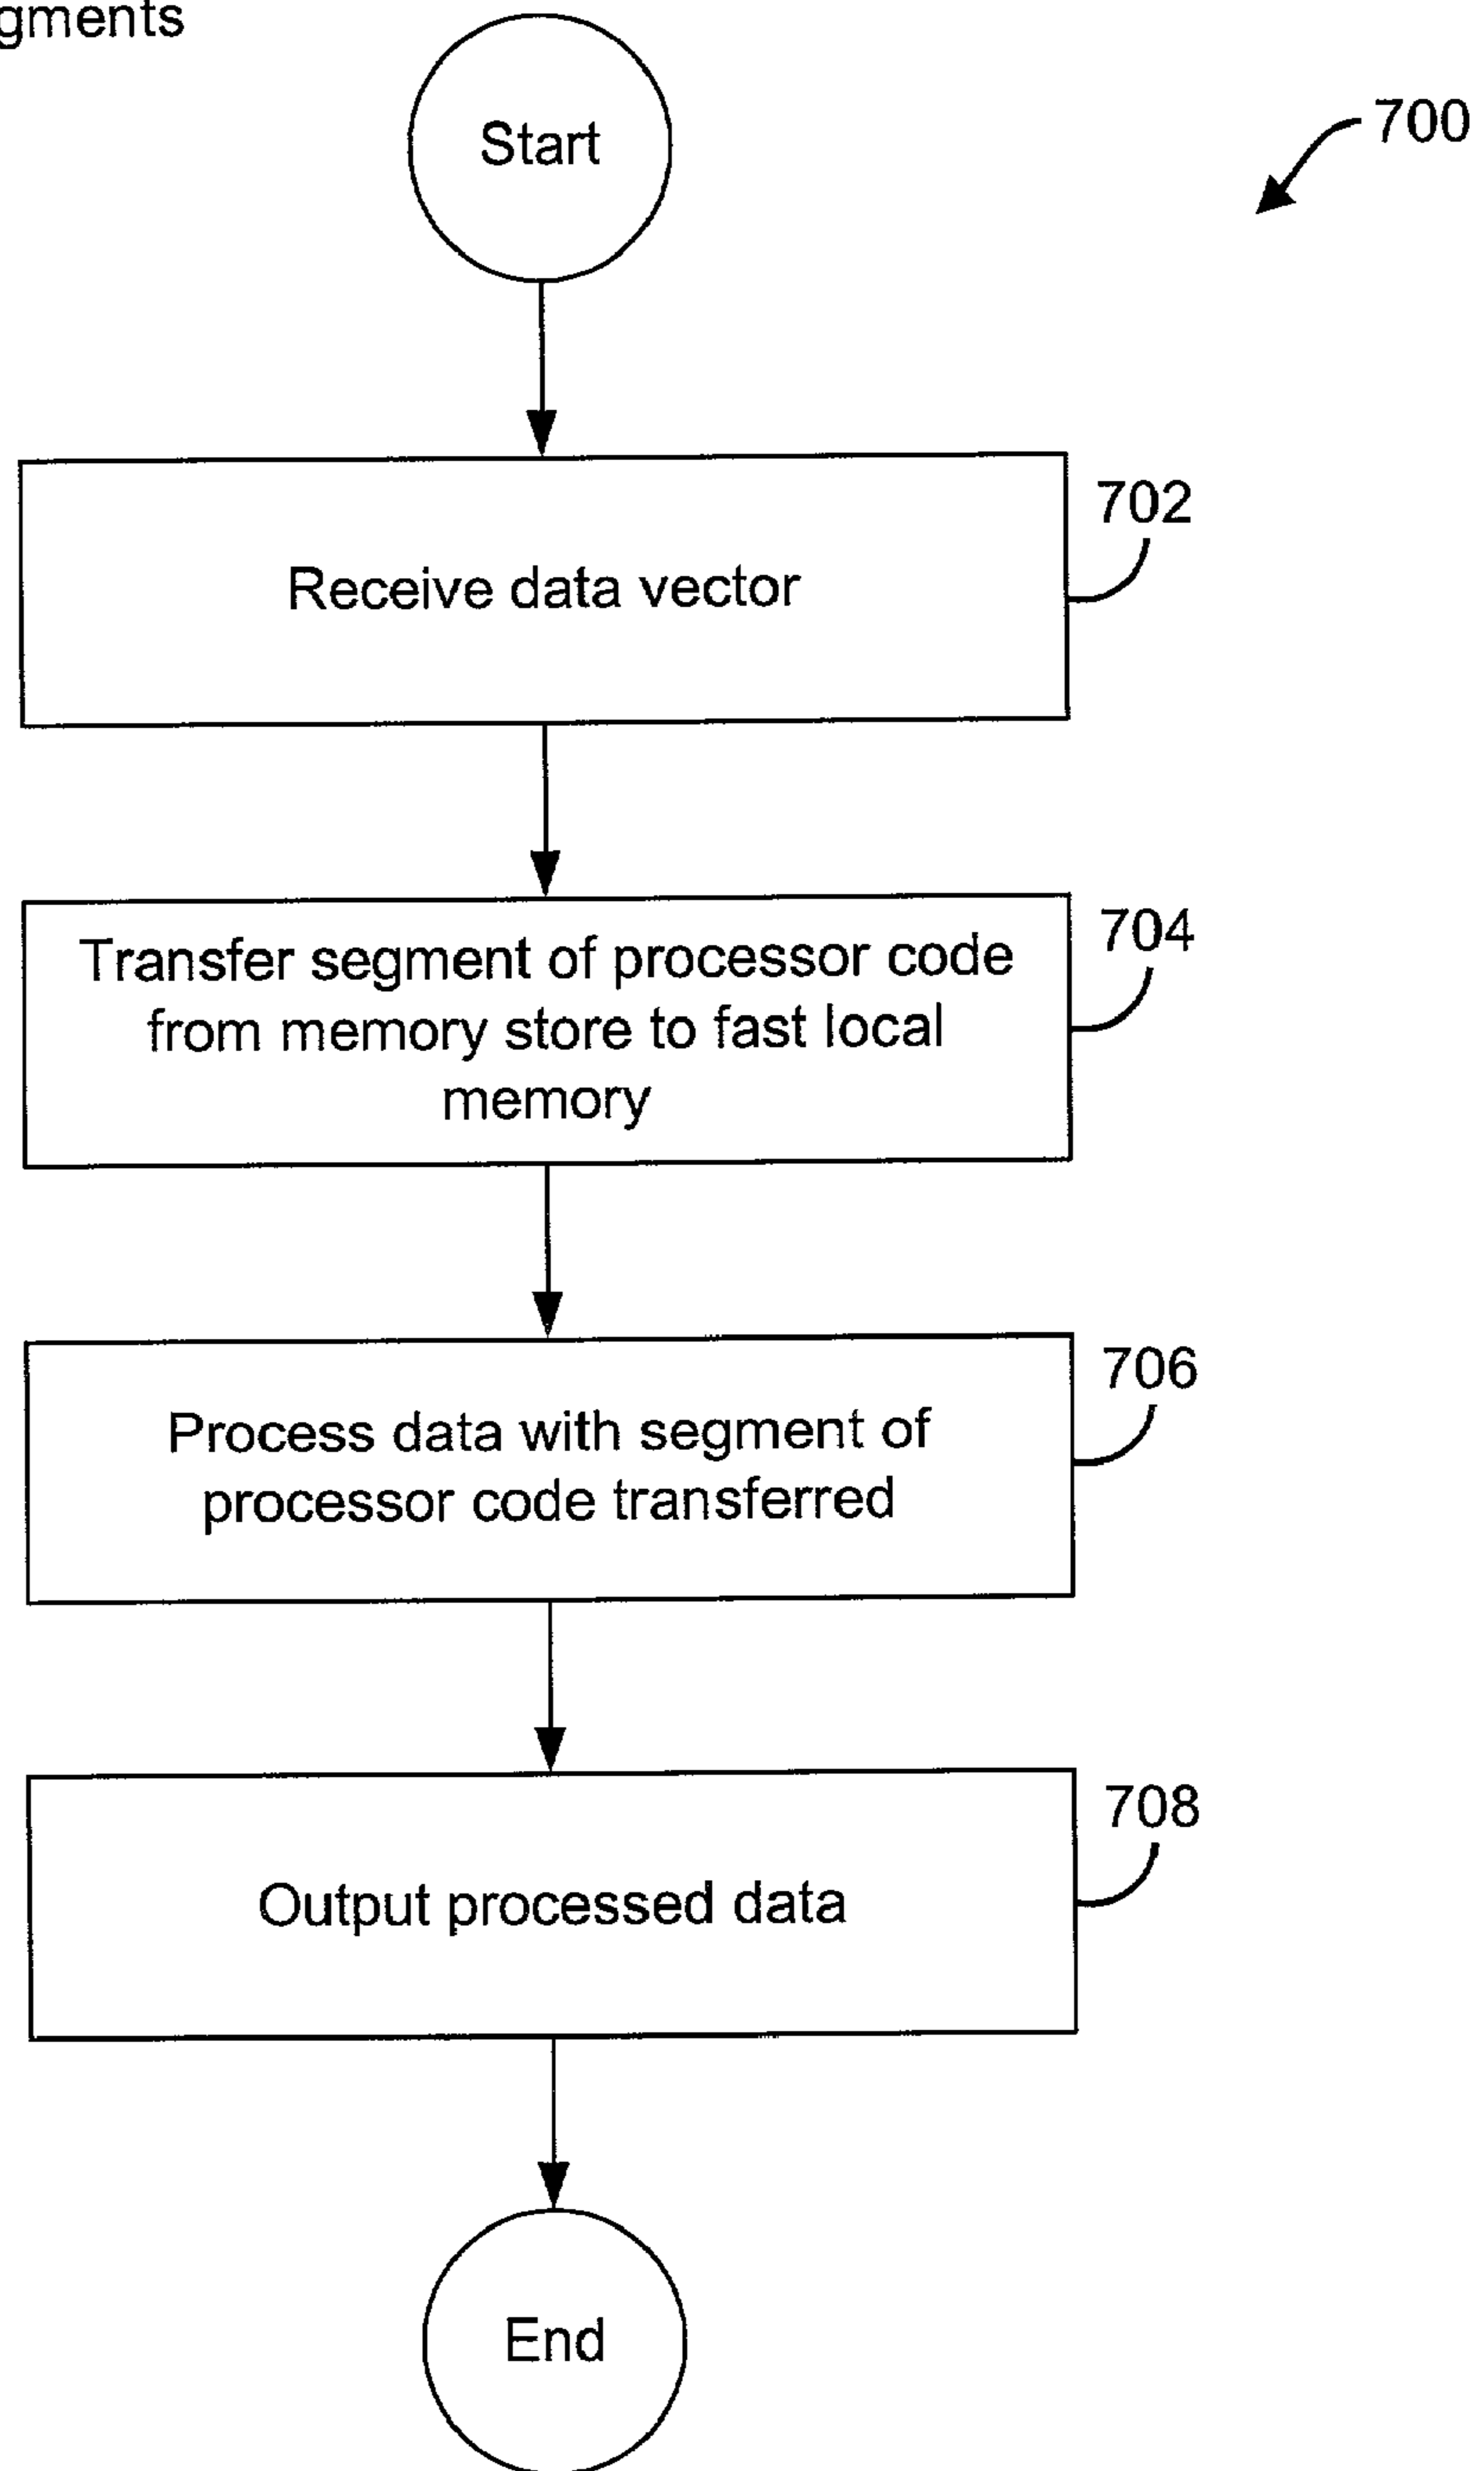 Start
700
702
Receive data vector
704
Transfer segment of processor code
from memory store to fast local
memory
706
Process data with segment of
processor code transferred
708
Output processed data
End